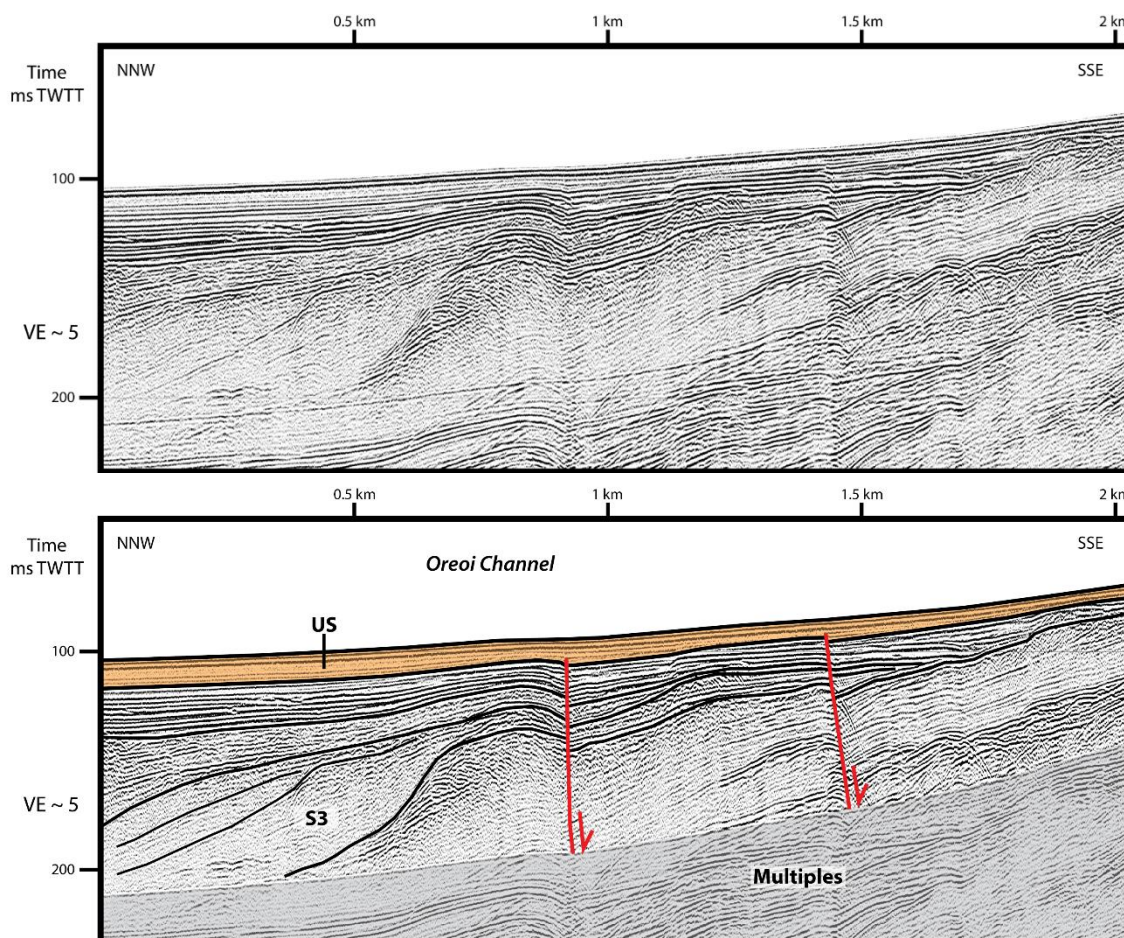 0.5 km 1 km 1.5 km 2 km
Time
ms TWTT
NNW SSE
100
VE ~ 5
200
0.5 km 1 km 1.5 km 2 km
Time
ms TWTT
NNW SSE
Oreoi Channel
US
100
VE ~ 5
S3
200
Multiples